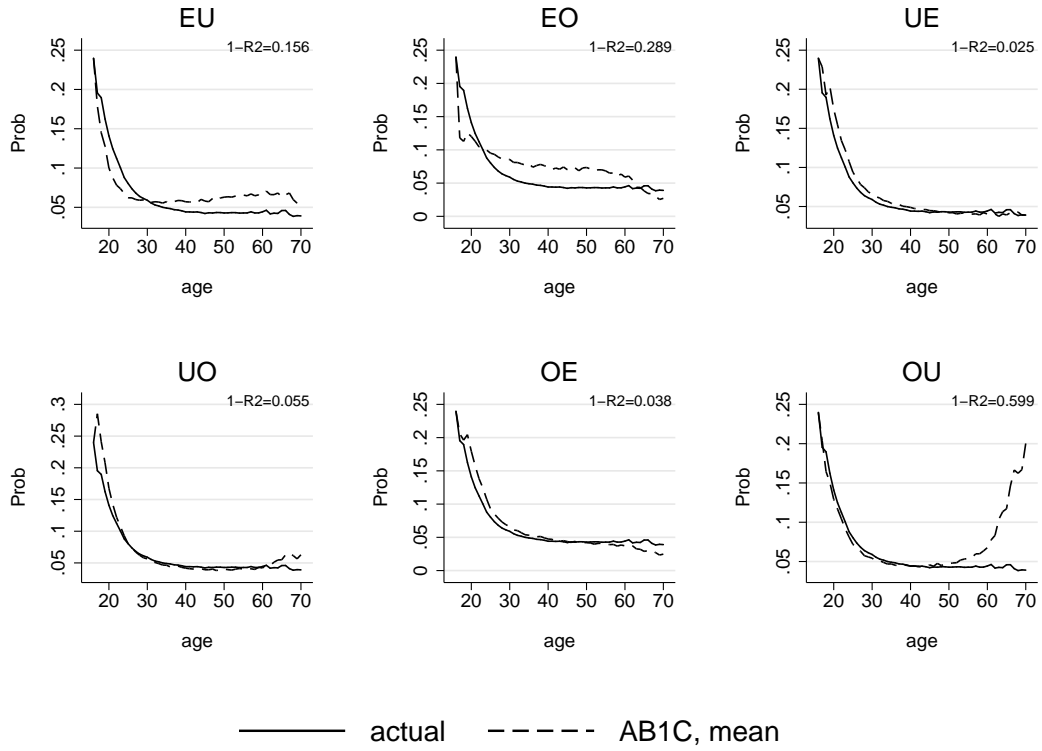 EU
1−R2=0.156
Prob
.05 .1 .15 .2 .25
20 30 40 50 60 70
age
EO
1−R2=0.289
Prob
0 .05 .1 .15 .2 .25
20 30 40 50 60 70
age
UE
1−R2=0.025
Prob
.05 .1 .15 .2 .25
20 30 40 50 60 70
age
UO
1−R2=0.055
Prob
.05 .1 .15 .2 .25 .3
20 30 40 50 60 70
age
OE
1−R2=0.038
Prob
0 .05 .1 .15 .2 .25
20 30 40 50 60 70
age
OU
1−R2=0.599
Prob
.05 .1 .15 .2 .25
20 30 40 50 60 70
age
actual AB1C, mean